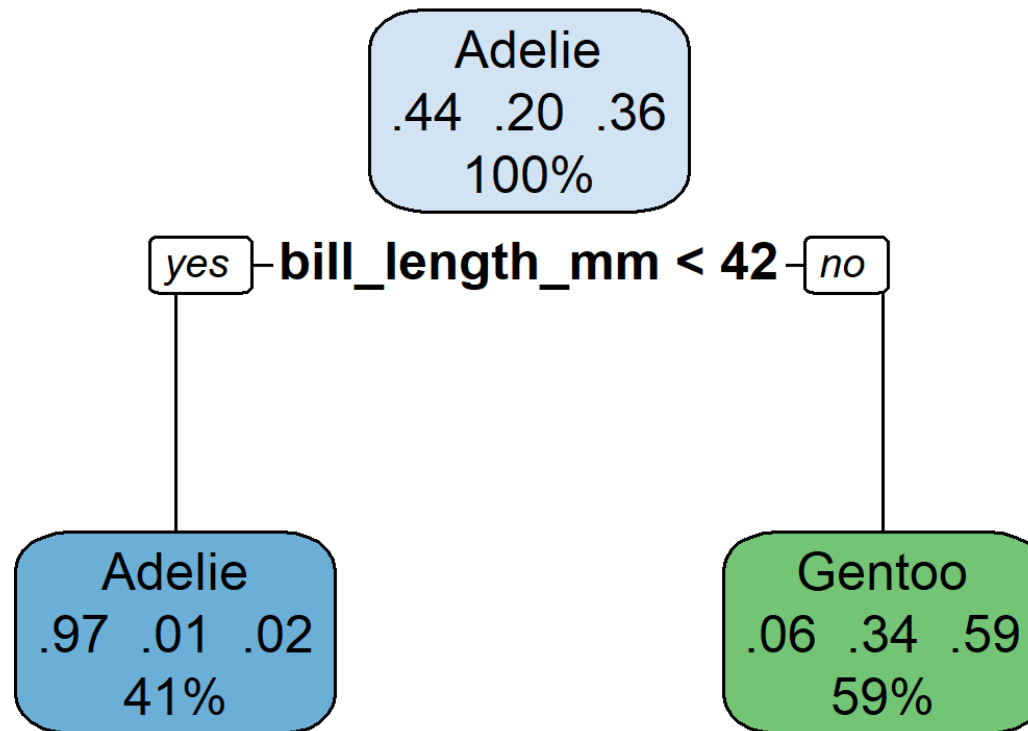 Adelie
.44 .20 .36
100%
yes bill_length_mm < 42 no
Adelie
.97 .01 .02
41%
Gentoo
.06 .34 .59
59%